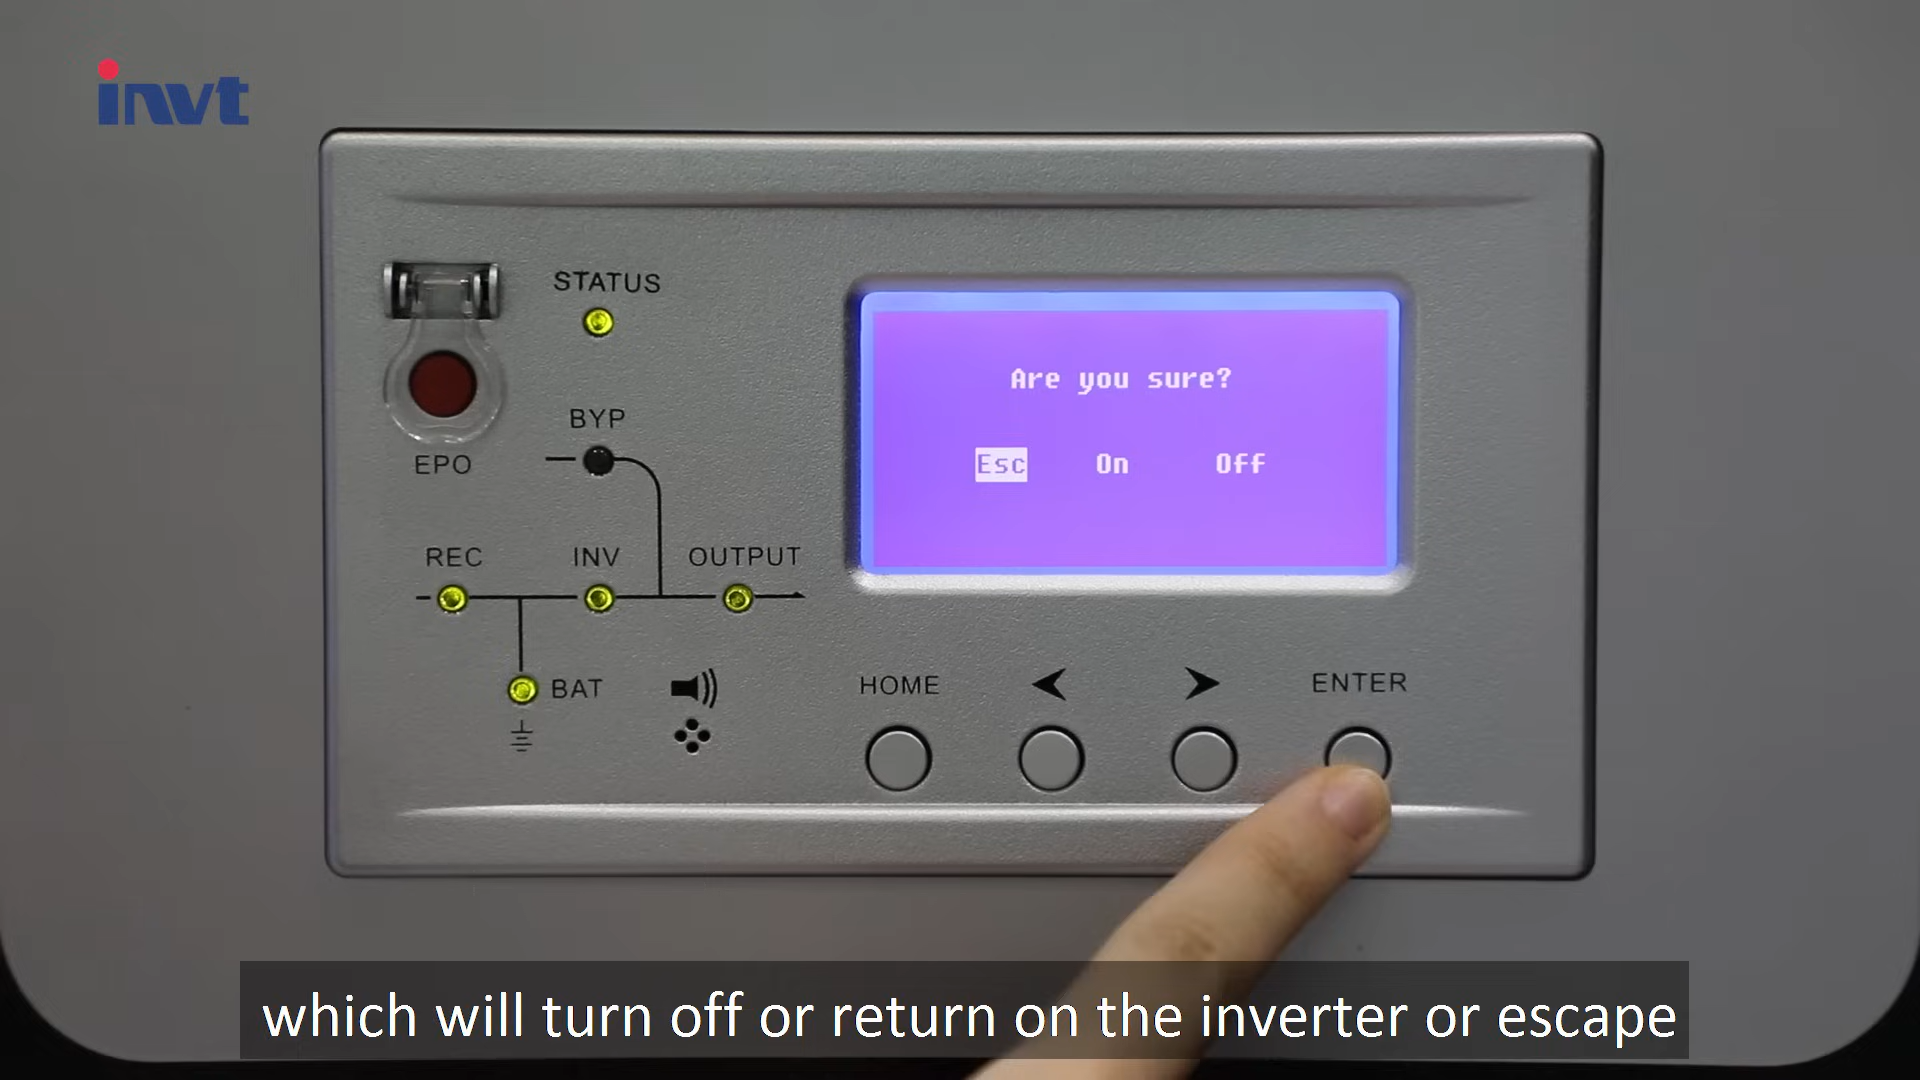 invt
STATUS
EPO
BYP
REC
INV
OUTPUT
BAT
Are you sure?
Esc On Off
HOME
ENTER
which will turn off or return on the inverter or escape